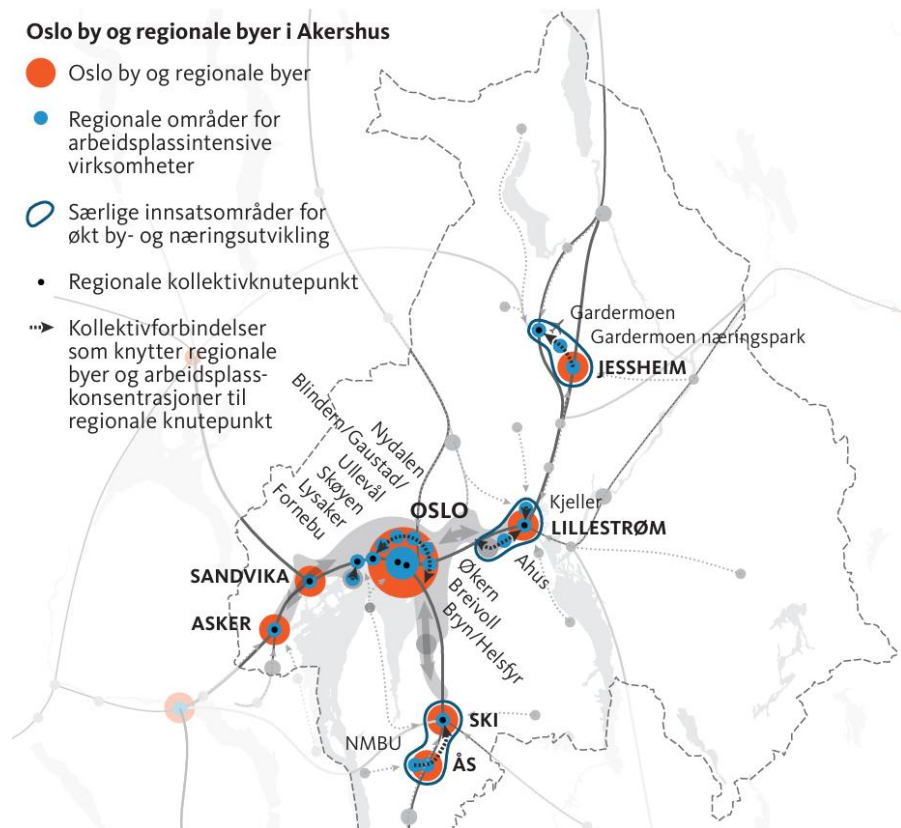 Oslo by og regionale byer i Akershus
Oslo by og regionale byer
Regionale områder for
arbeidsplassintensive
virksomheter
Særlige innsatsområder for
økt by- og næringsutvikling
Regionale kollektivknutepunkt
Kollektivforbindelser
som knytter regionale
byer og arbeidsplass-
konsentrasjoner til
regionale knutepunkt
Gardermoen
Gardermoen næringspark
JESSHEIM
Nydalen
Blindern/Gaustad/
Ullevål
Skøyen
Lysaker
Fornebu
OSLO
Kjeller
LILLESTRØM
Ahus
Økern
Breivoll
Bryn/Helsfyr
SANDVIKA
ASKER
SKI
NMBU
ÅS